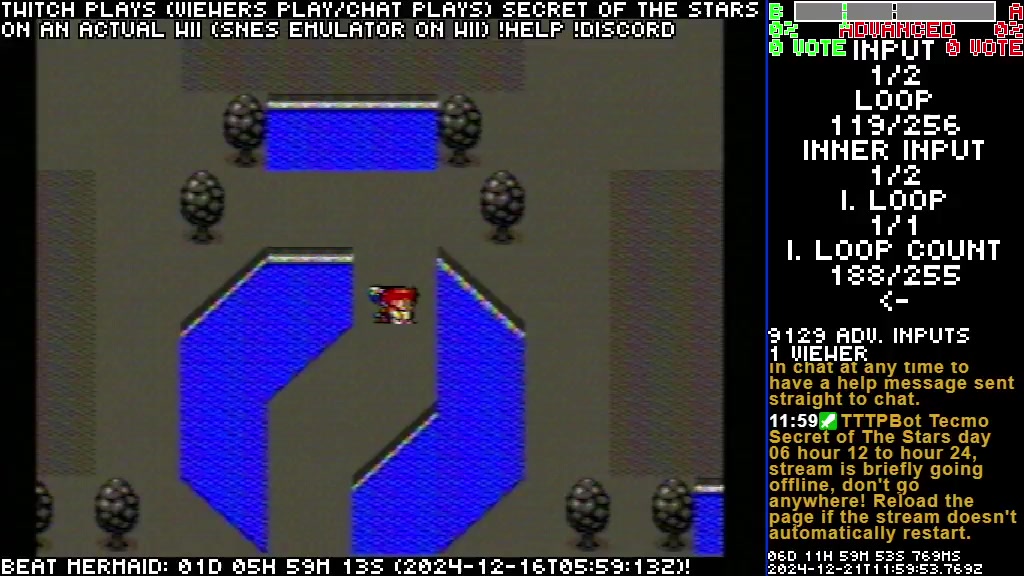 TWITCH PLAYS (VIEWERS PLAY/CHAT PLAYS) SECRET OF THE STARS
ON AN ACTUAL WII (SNES EMULATOR ON WII) !HELP !DISCORD
B A
0% ADVANCED 0%
0 VOTE INPUT 0 VOTE
1/2
LOOP
119/256
INNER INPUT
1/2
I. LOOP
1/1
I. LOOP COUNT
188/255
<-
9129 ADV. INPUTS
1 VIEWER
in chat at any time to
have a help message sent
straight to chat.
11:59 TTTPBot Tecmo
Secret of The Stars day
06 hour 12 to hour 24,
stream is briefly going
offline, don't go
anywhere! Reload the
page if the stream doesn't
automatically restart.
06D 11H 59M 53S 769MS
2024-12-21T11:59:53.769Z
BEAT MERMAID: 01D 05H 59M 13S (2024-12-16T05:59:13Z)!